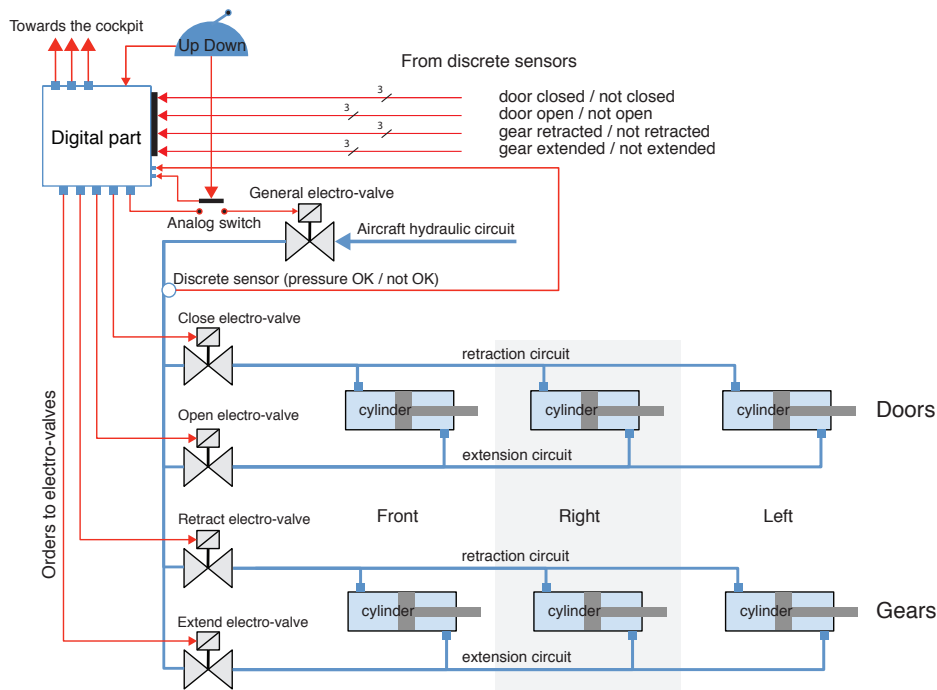 Towards the cockpit
Up Down
From discrete sensors
Digital part
3
door closed / not closed
3
door open / not open
3
gear retracted / not retracted
3
gear extended / not extended
General electro-valve
Analog switch
Aircraft hydraulic circuit
Discrete sensor (pressure OK / not OK)
Close electro-valve
retraction circuit
cylinder
cylinder
cylinder
Doors
Open electro-valve
extension circuit
Orders to electro-valves
Retract electro-valve
Front
Right
Left
retraction circuit
cylinder
cylinder
cylinder
Gears
Extend electro-valve
extension circuit